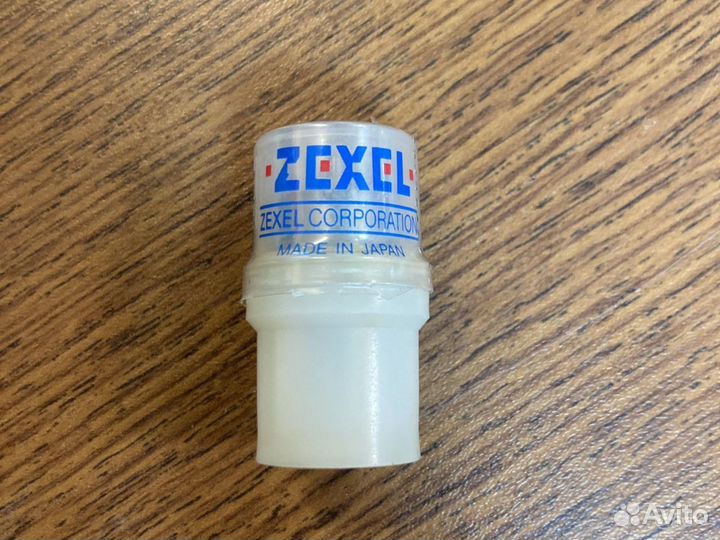 ZEXEL
ZEXEL CORPORATION
MADE IN JAPAN
Avito